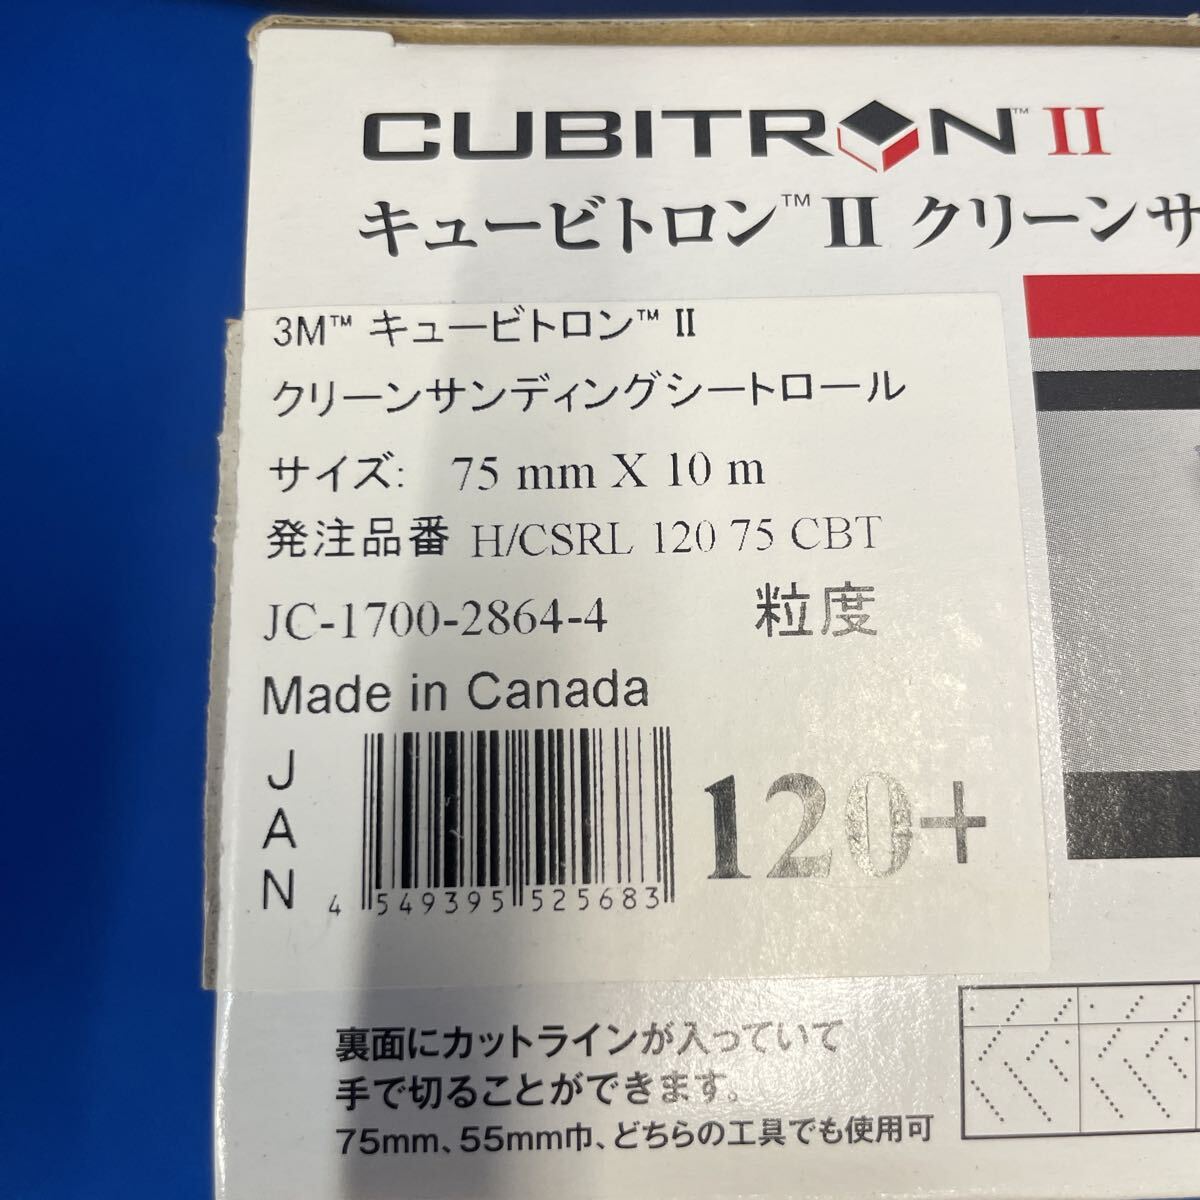 CUBITRON™ II
キュービトロン™ II クリーンサ
3M™ キュービトロン™ II
クリーンサンディングシートロール
サイズ: 75 mm X 10 m
発注品番 H/CSRL 120 75 CBT
JC-1700-2864-4 粒度
Made in Canada
120+
JAN
4 549395 525683
裏面にカットラインが入っていて
手で切ることができます。
75mm、55mm巾、どちらの工具でも使用可